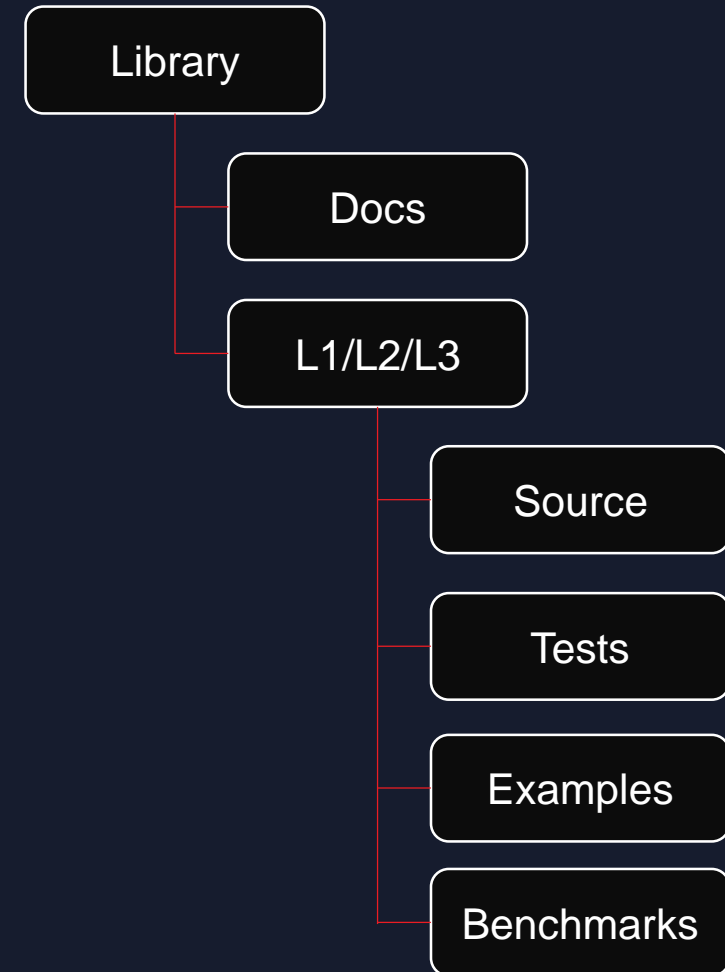 Library
Docs
L1/L2/L3
Source
Tests
Examples
Benchmarks